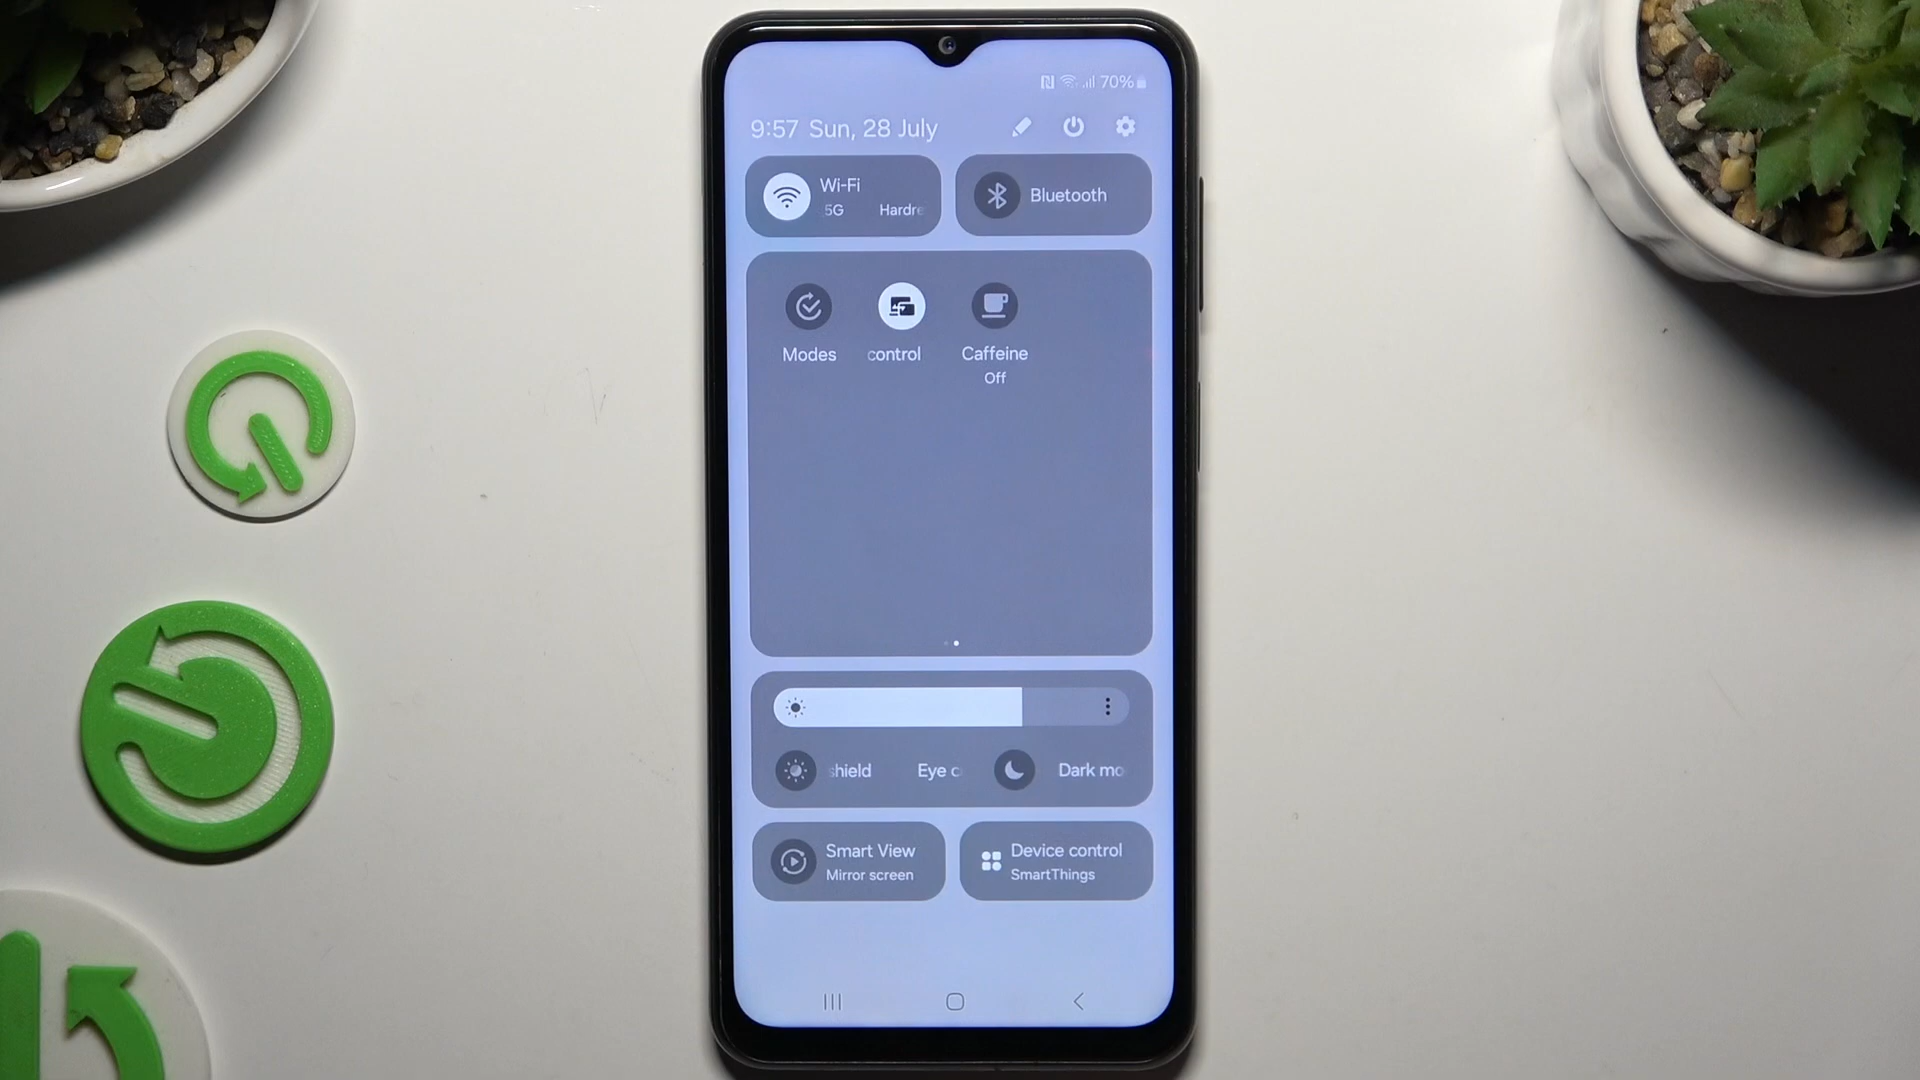 70%
9:57 Sun, 28 July
Wi-Fi
5G Hardre
Bluetooth
Modes
control
Caffeine
Off
shield Eye c
Dark mo
Smart View
Mirror screen
Device control
SmartThings